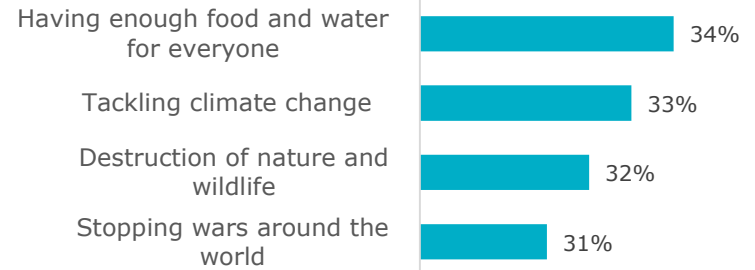 Having enough food and water
for everyone
34%
Tackling climate change
33%
Destruction of nature and
wildlife
32%
Stopping wars around the
world
31%